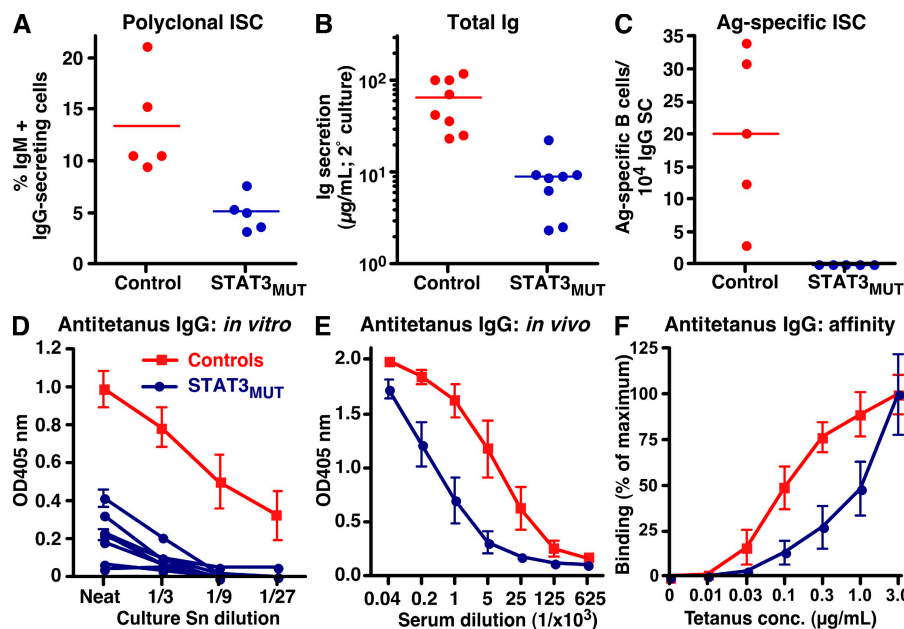 A Polyclonal ISC
% IgM +
IgG-secreting cells
20
15
10
5
0
Control STAT3MUT
B Total Ig
Ig secretion
(µg/mL; 2° culture)
10²
10¹
10⁰
Control STAT3MUT
C Ag-specific ISC
Ag-specific B cells/
10⁴ IgG SC
35
30
25
20
15
10
5
0
Control STAT3MUT
D Antitetanus IgG: in vitro
OD405 nm
1.2
1.0
0.8
0.6
0.4
0.2
0
Controls
STAT3MUT
Neat 1/3 1/9 1/27
Culture Sn dilution
E Antitetanus IgG: in vivo
OD405 nm
2.0
1.5
1.0
0.5
0.0
0.04 0.2 1 5 25 125 625
Serum dilution (1/x10³)
F Antitetanus IgG: affinity
Binding (% of maximum)
125
100
75
50
25
0
0 0.01 0.03 0.1 0.3 1.0 3.0
Tetanus conc. (µg/mL)